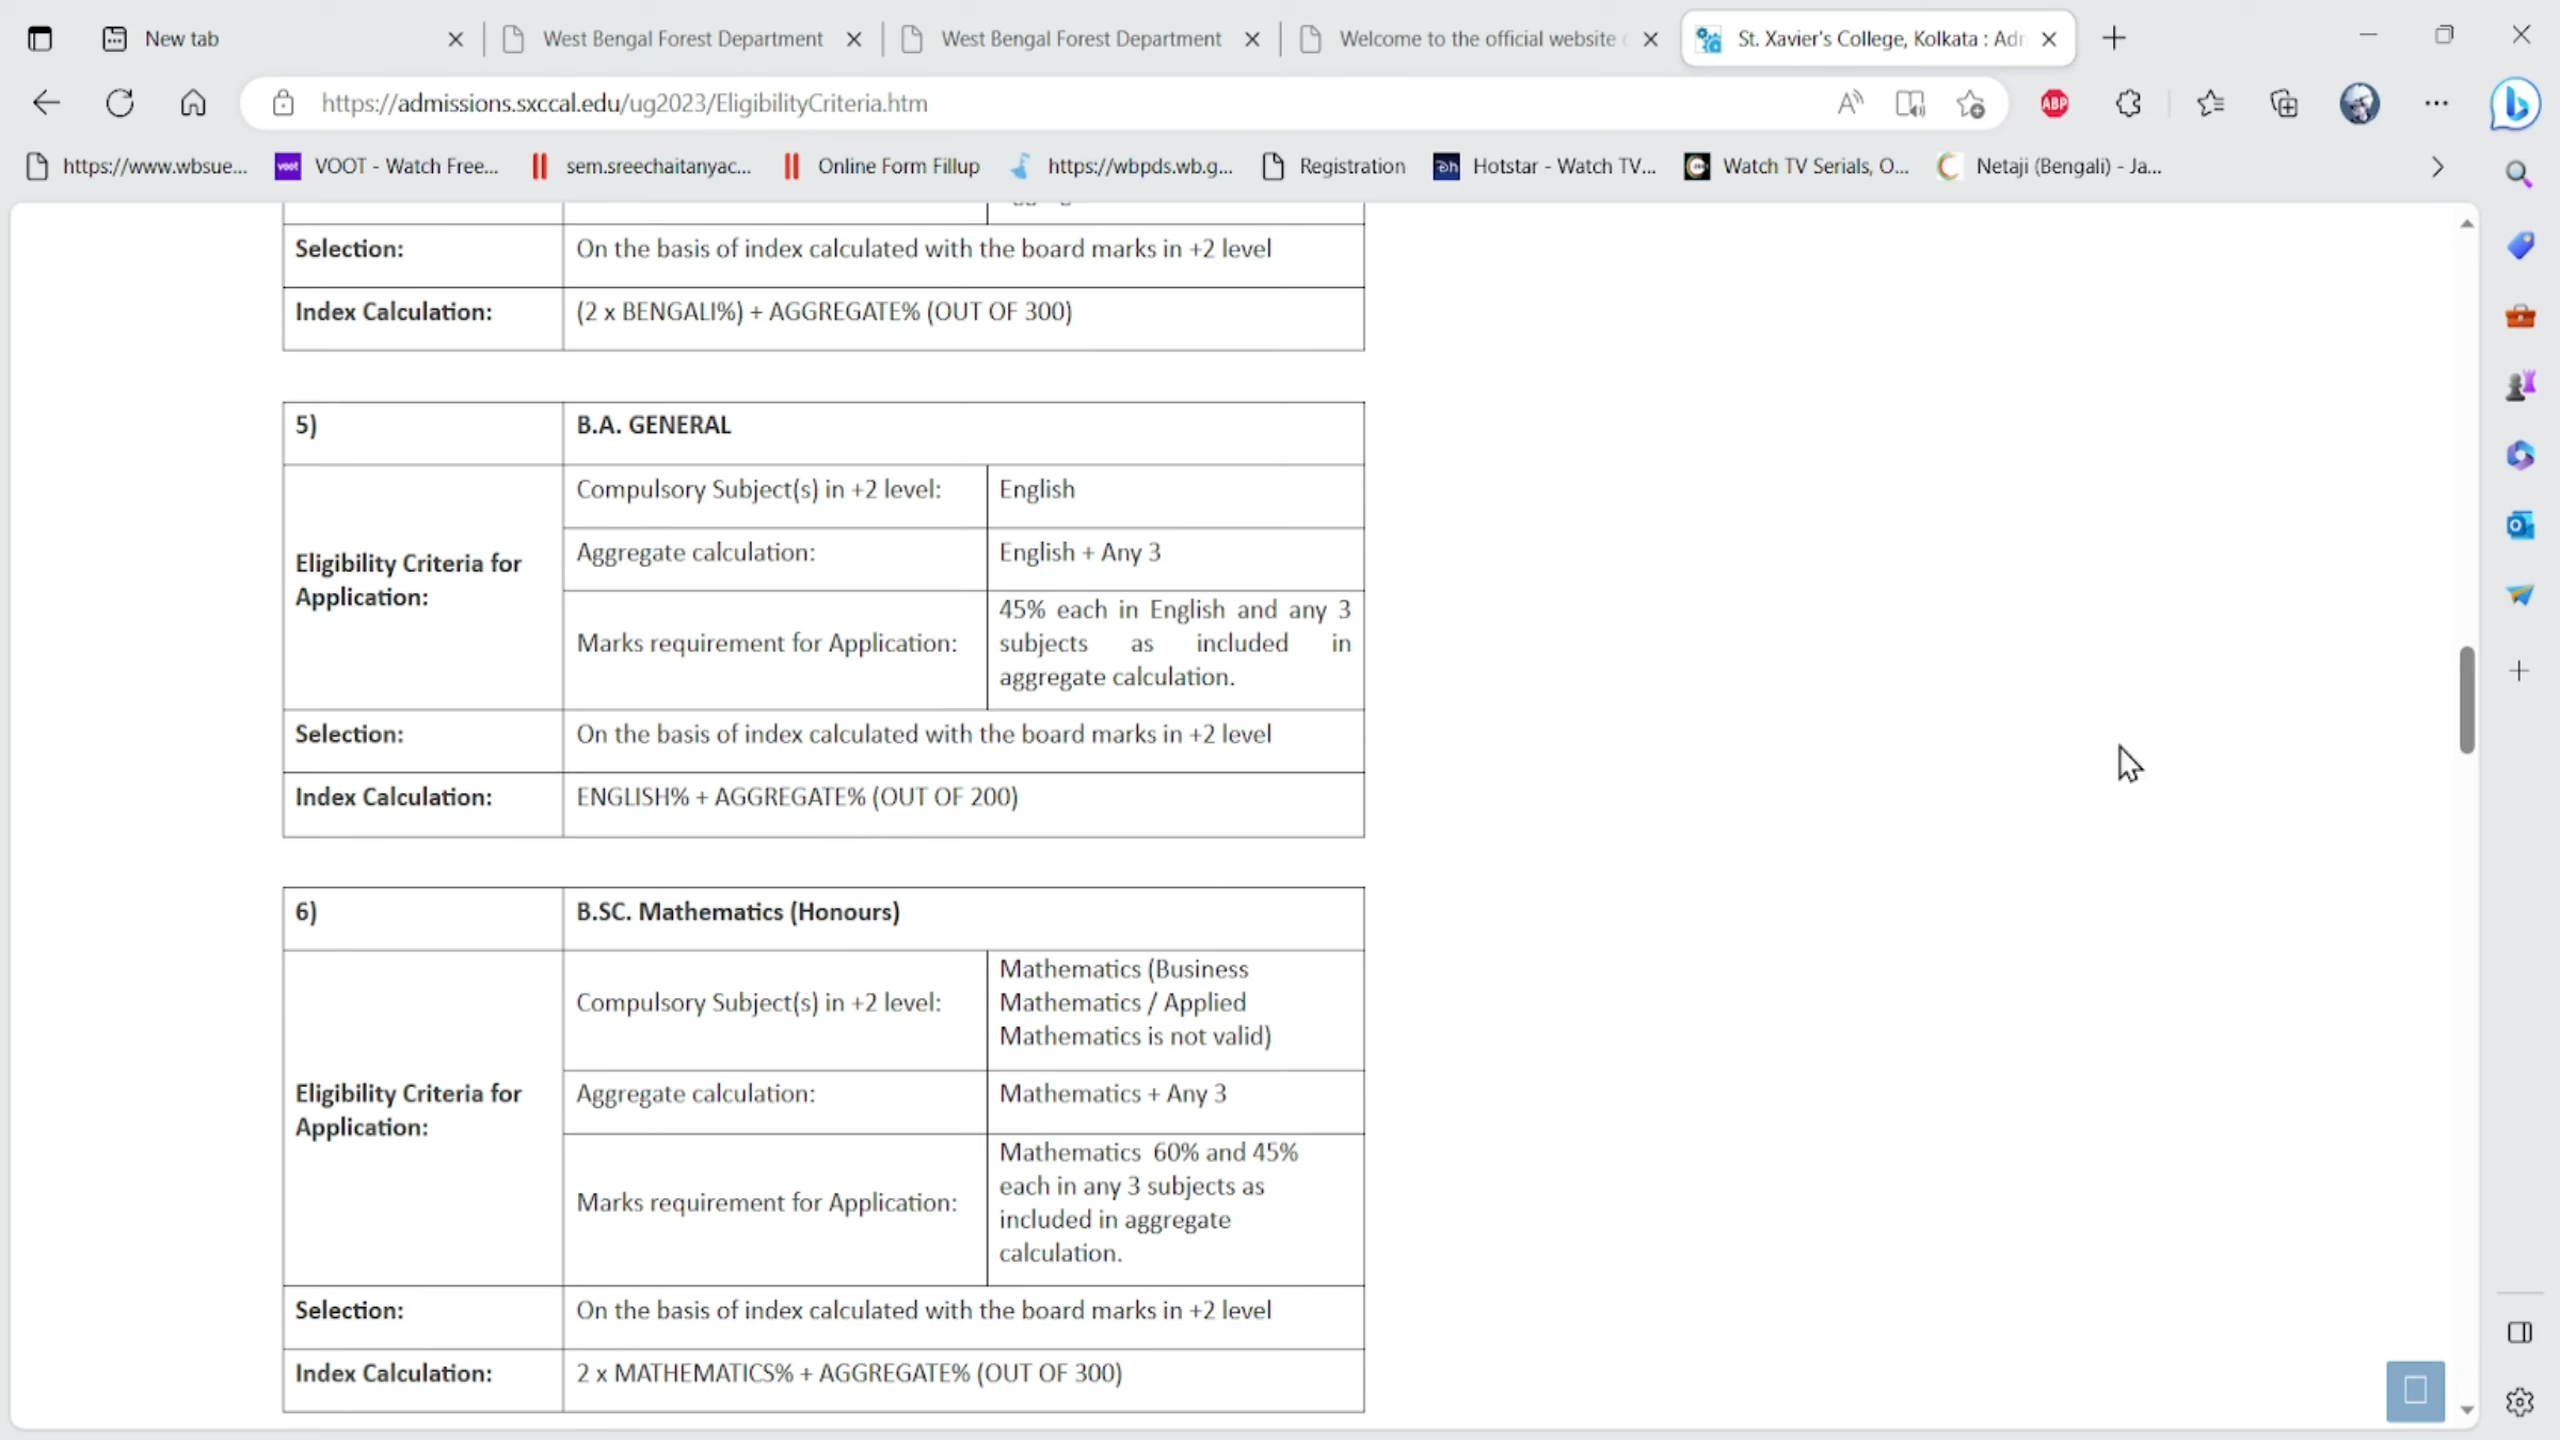 New tab
West Bengal Forest Department
West Bengal Forest Department
Welcome to the official website
St. Xavier's College, Kolkata : Adr
https://admissions.sxccal.edu/ug2023/EligibilityCriteria.htm
ABP
https://www.wbsue...
voot
VOOT - Watch Free...
sem.sreechaitanyac...
Online Form Fillup
https://wbpds.wb.g...
Registration
Hotstar - Watch TV...
Watch TV Serials, O...
Netaji (Bengali) - Ja...
Selection:
On the basis of index calculated with the board marks in +2 level
Index Calculation:
(2 x BENGALI%) + AGGREGATE% (OUT OF 300)
5)
B.A. GENERAL
Eligibility Criteria for
Application:
Compulsory Subject(s) in +2 level:
English
Aggregate calculation:
English + Any 3
Marks requirement for Application:
45% each in English and any 3
subjects as included in
aggregate calculation.
Selection:
On the basis of index calculated with the board marks in +2 level
Index Calculation:
ENGLISH% + AGGREGATE% (OUT OF 200)
6)
B.SC. Mathematics (Honours)
Eligibility Criteria for
Application:
Compulsory Subject(s) in +2 level:
Mathematics (Business
Mathematics / Applied
Mathematics is not valid)
Aggregate calculation:
Mathematics + Any 3
Marks requirement for Application:
Mathematics 60% and 45%
each in any 3 subjects as
included in aggregate
calculation.
Selection:
On the basis of index calculated with the board marks in +2 level
Index Calculation:
2 x MATHEMATICS% + AGGREGATE% (OUT OF 300)